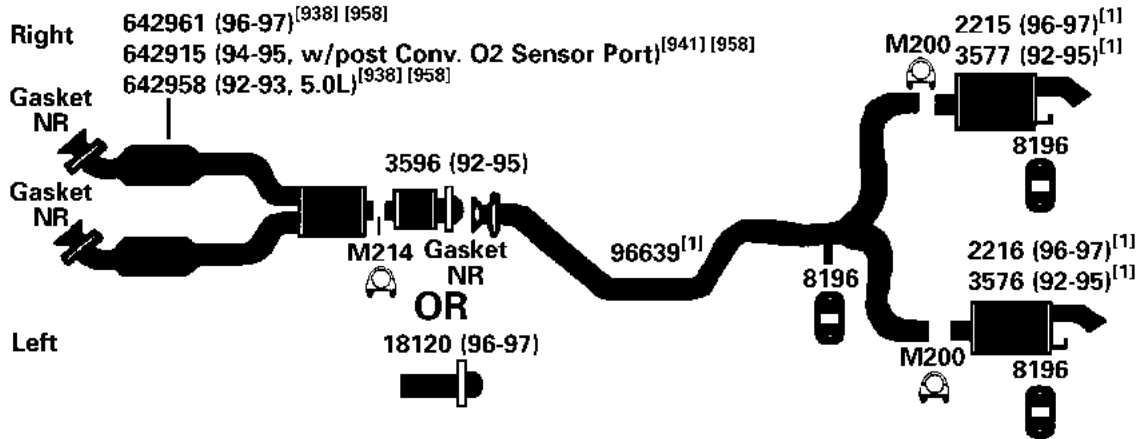 Right
642961 (96-97)[938] [958]
642915 (94-95, w/post Conv. O2 Sensor Port)[941] [958]
642958 (92-93, 5.0L)[938] [958]
Gasket
NR
Gasket
NR
3596 (92-95)
M214
Gasket
NR
OR
Left
18120 (96-97)
96639[1]
8196
M200
2215 (96-97)[1]
3577 (92-95)[1]
8196
2216 (96-97)[1]
3576 (92-95)[1]
M200
8196